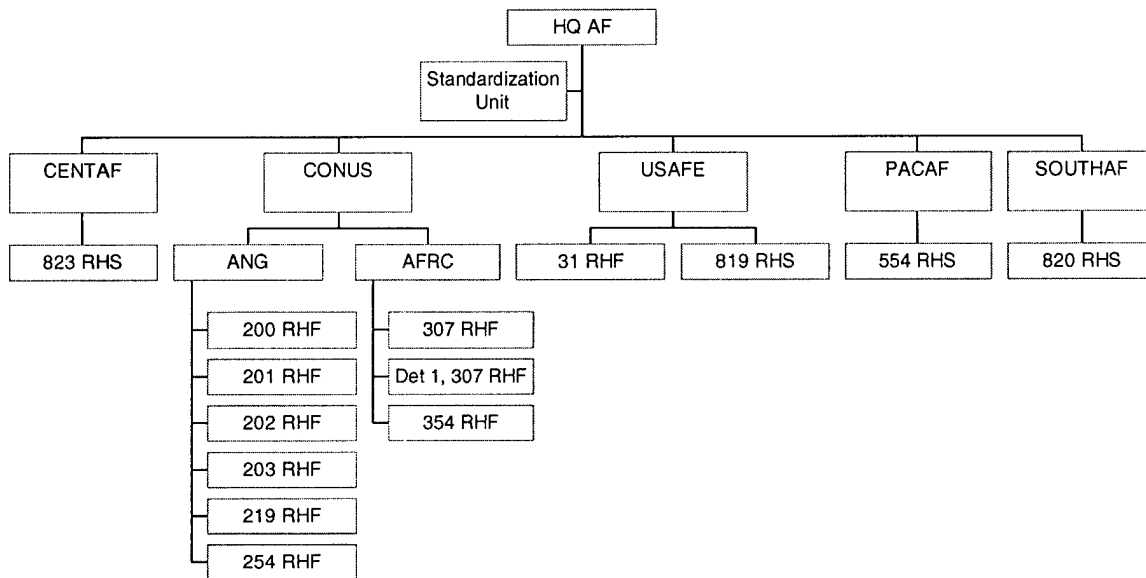 HQ AF
Standardization
Unit
CENTAF
CONUS
USAFE
PACAF
SOUTHAF
823 RHS
ANG
AFRC
31 RHF
819 RHS
554 RHS
820 RHS
200 RHF
307 RHF
201 RHF
Det 1, 307 RHF
202 RHF
354 RHF
203 RHF
219 RHF
254 RHF